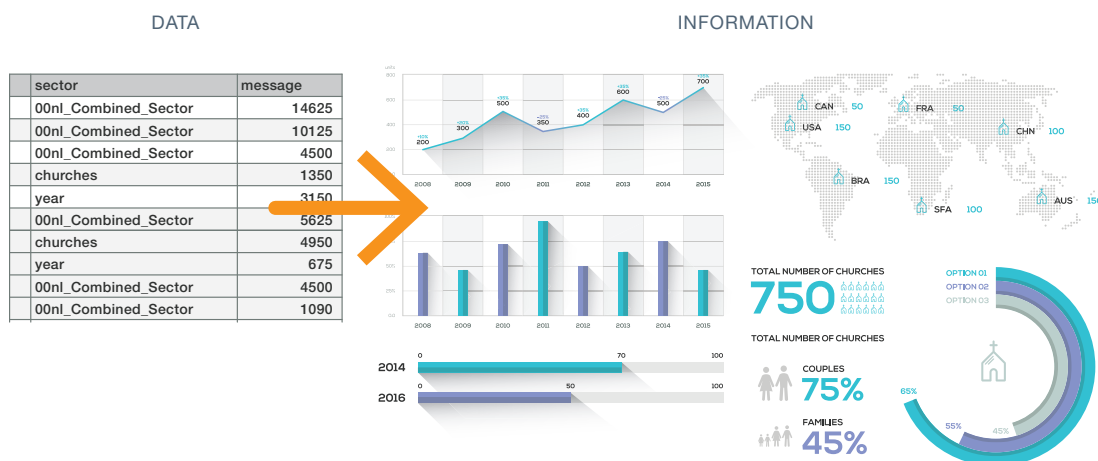 DATA
INFORMATION
sector message
00nl_Combined_Sector 14625
00nl_Combined_Sector 10125
00nl_Combined_Sector 4500
churches 1350
year 3150
00nl_Combined_Sector 5625
churches 4950
year 675
00nl_Combined_Sector 4500
00nl_Combined_Sector 1090
200 300 500 350 400 600 500 700
2008 2009 2010 2011 2012 2013 2014 2015
2008 2009 2010 2011 2012 2013 2014 2015
0 70 100
2014
0 50 100
2016
CAN 50
FRA 50
USA 150
CHN 100
BRA 150
SFA 100
AUS 150
TOTAL NUMBER OF CHURCHES
750
TOTAL NUMBER OF CHURCHES
COUPLES
75%
FAMILIES
45%
OPTION 01
OPTION 02
OPTION 03
65%
55%
45%